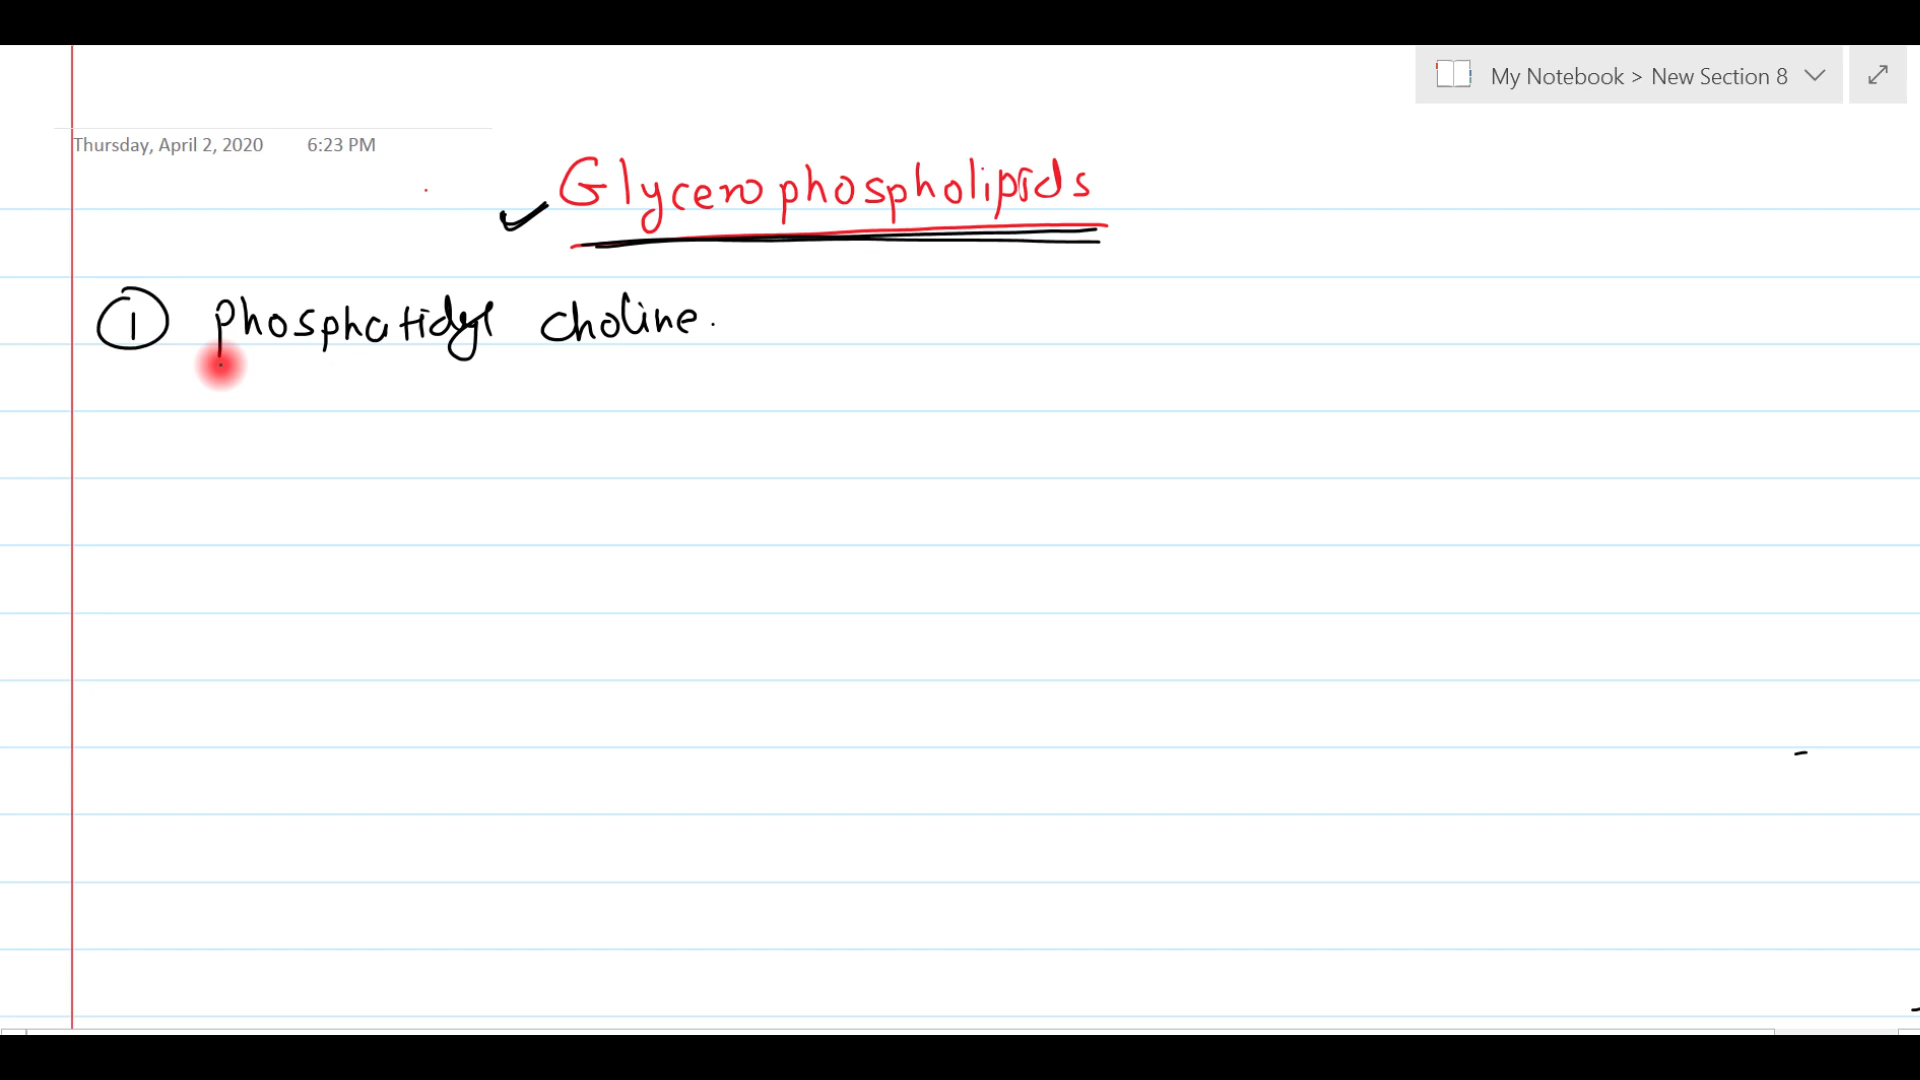 My Notebook > New Section 8
Thursday, April 2, 2020 6:23 PM
Glycerophospholipids
① Phosphatidyl choline.